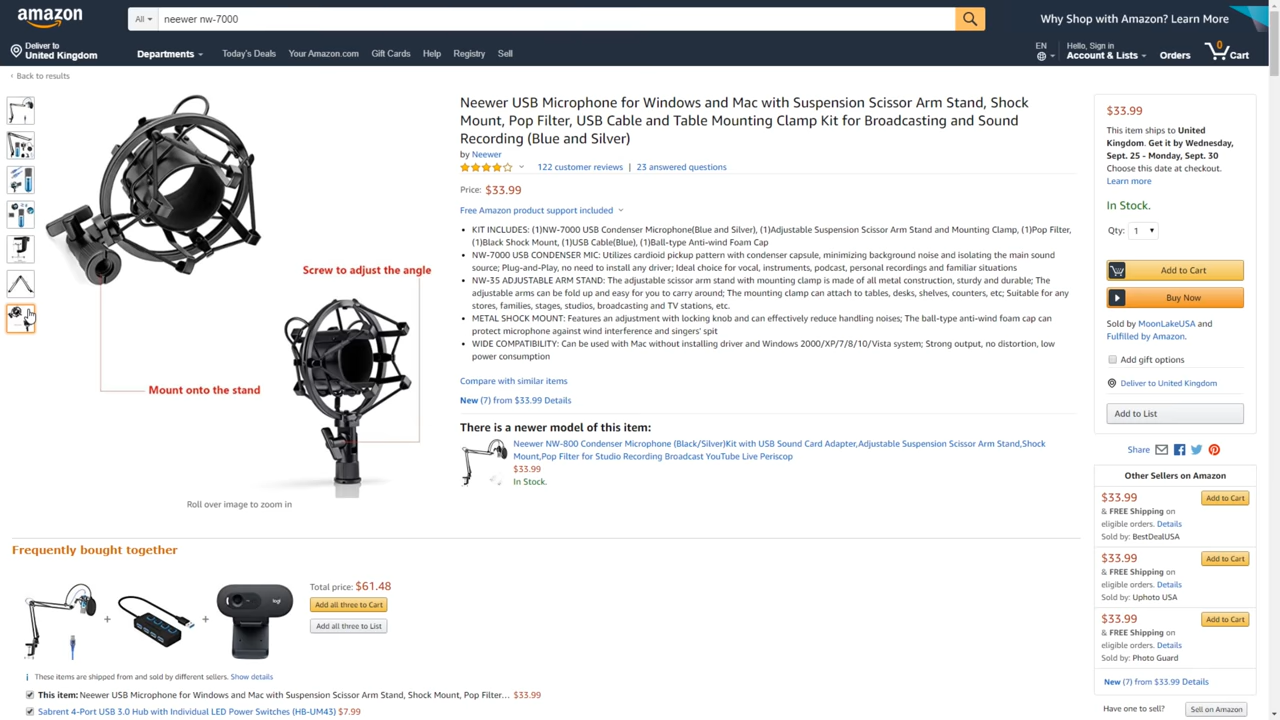 amazon
All
neewer nw-7000
Why Shop with Amazon? Learn More
Deliver to
United Kingdom
Departments
Today's Deals
Your Amazon.com
Gift Cards
Help
Registry
Sell
EN
Hello, Sign in
Account & Lists
Orders
0
Cart
‹ Back to results
Screw to adjust the angle
Mount onto the stand
Roll over image to zoom in
Neewer USB Microphone for Windows and Mac with Suspension Scissor Arm Stand, Shock
Mount, Pop Filter, USB Cable and Table Mounting Clamp Kit for Broadcasting and Sound
Recording (Blue and Silver)
by Neewer
122 customer reviews | 23 answered questions
Price: $33.99
Free Amazon product support included
• KIT INCLUDES: (1)NW-7000 USB Condenser Microphone(Blue and Silver), (1)Adjustable Suspension Scissor Arm Stand and Mounting Clamp, (1)Pop Filter,
(1)Black Shock Mount, (1)USB Cable(Blue), (1)Ball-type Anti-wind Foam Cap
• NW-7000 USB CONDENSER MIC: Utilizes cardioid pickup pattern with condenser capsule, minimizing background noise and isolating the main sound
source; Plug-and-Play, no need to install any driver; Ideal choice for vocal, instruments, podcast, personal recordings and familiar situations
• NW-35 ADJUSTABLE ARM STAND: The adjustable scissor arm stand with mounting clamp is made of all metal construction, sturdy and durable; The
adjustable arms can be fold up and easy for you to carry around; The mounting clamp can attach to tables, desks, shelves, counters, etc; Suitable for any
stores, families, stages, studios, broadcasting and TV stations, etc.
• METAL SHOCK MOUNT: Features an adjustment with locking knob and can effectively reduce handling noises; The ball-type anti-wind foam cap can
protect microphone against wind interference and singers' spit
• WIDE COMPATIBILITY: Can be used with Mac without installing driver and Windows 2000/XP/7/8/10/Vista system; Strong output, no distortion, low
power consumption
Compare with similar items
New (7) from $33.99 Details
There is a newer model of this item:
Neewer NW-800 Condenser Microphone (Black/Silver)Kit with USB Sound Card Adapter,Adjustable Suspension Scissor Arm Stand,Shock
Mount,Pop Filter for Studio Recording Broadcast YouTube Live Periscop
$33.99
In Stock.
$33.99
This item ships to United
Kingdom. Get it by Wednesday,
Sept. 25 - Monday, Sept. 30
Choose this date at checkout.
Learn more
In Stock.
Qty: 1
Add to Cart
Buy Now
Sold by MoonLakeUSA and
Fulfilled by Amazon.
Add gift options
Deliver to United Kingdom
Add to List
Share
Other Sellers on Amazon
$33.99
Add to Cart
& FREE Shipping on
eligible orders. Details
Sold by: BestDealUSA
$33.99
Add to Cart
& FREE Shipping on
eligible orders. Details
Sold by: Uphoto USA
$33.99
Add to Cart
& FREE Shipping on
eligible orders. Details
Sold by: Photo Guard
New (7) from $33.99 Details
Have one to sell?
Sell on Amazon
Frequently bought together
+
+
logi
Total price: $61.48
Add all three to Cart
Add all three to List
i These items are shipped from and sold by different sellers. Show details
This item: Neewer USB Microphone for Windows and Mac with Suspension Scissor Arm Stand, Shock Mount, Pop Filter… $33.99
Sabrent 4-Port USB 3.0 Hub with Individual LED Power Switches (HB-UM43) $7.99